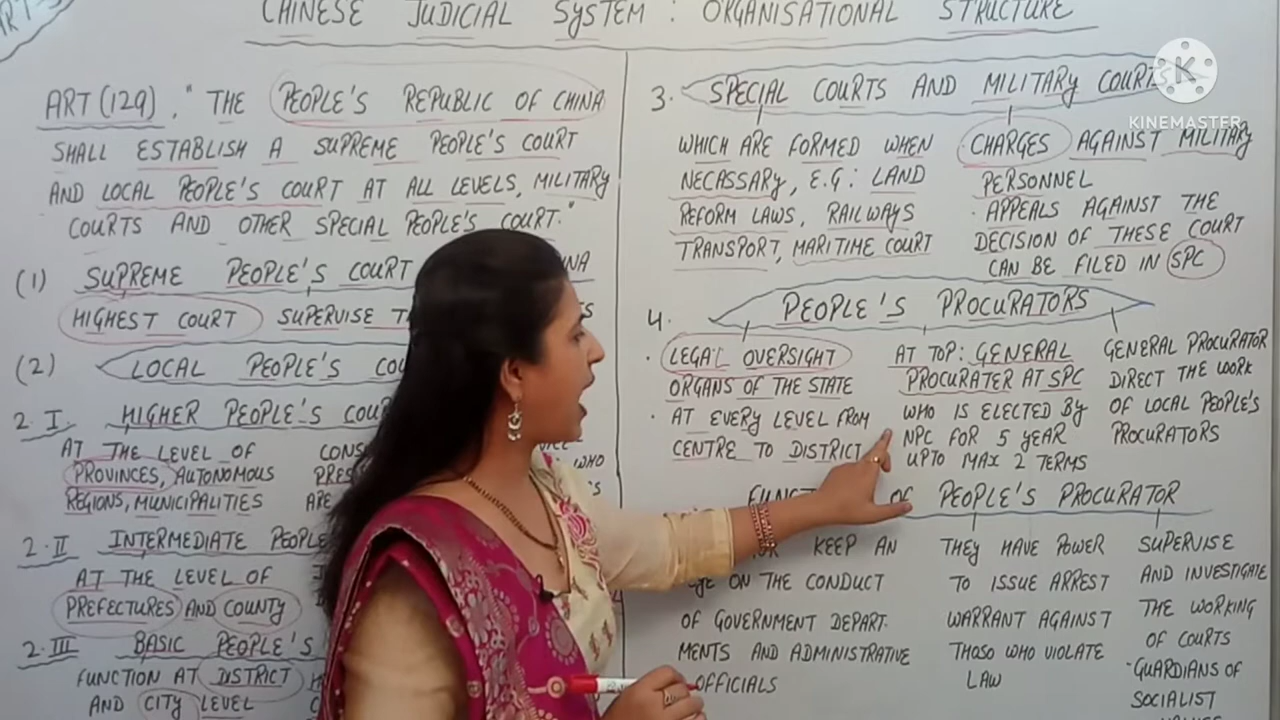 CHINESE JUDICIAL SYSTEM : ORGANISATIONAL STRUCTURE
ART (129). "THE PEOPLE'S REPUBLIC OF CHINA
SHALL ESTABLISH A SUPREME PEOPLE'S COURT
AND LOCAL PEOPLE'S COURT AT ALL LEVELS, MILITARY
COURTS AND OTHER SPECIAL PEOPLE'S COURT."
(1) SUPREME PEOPLE'S COURT
HIGHEST COURT SUPERVISE
(2) LOCAL PEOPLE'S
2.I. HIGHER PEOPLE'S
AT THE LEVEL OF
PROVINCES, AUTONOMOUS
REGIONS, MUNICIPALITIES ARE
WHO
2.II INTERMEDIATE
AT THE LEVEL OF
PREFECTURES AND COUNTY
2.III BASIC PEOPLE'S
FUNCTION AT DISTRICT
AND CITY LEVEL
3. SPECIAL COURTS AND MILITARY COURTS
KINEMASTER
WHICH ARE FORMED WHEN
NECASSARY, E.G: LAND
REFORM LAWS, RAILWAYS
TRANSPORT, MARITIME COURT
CHARGES AGAINST MILITARY
PERSONNEL
. APPEALS AGAINST THE
DECISION OF THESE COURT
CAN BE FILED IN SPC
4. PEOPLE'S PROCURATORS
. LEGAL OVERSIGHT
ORGANS OF THE STATE
. AT EVERY LEVEL FROM
CENTRE TO DISTRICT
AT TOP: GENERAL
PROCURATER AT SPC
WHO IS ELECTED BY
NPC FOR 5 YEAR
UPTO MAX 2 TERMS
GENERAL PROCURATOR
DIRECT THE WORK
OF LOCAL PEOPLE'S
PROCURATORS
OF PEOPLE'S PROCURATOR
KEEP AN
EYE ON THE CONDUCT
OF GOVERNMENT DEPART.
MENTS AND ADMINISTRATIVE
OFFICIALS
THEY HAVE POWER
TO ISSUE ARREST
WARRANT AGAINST
THOSO WHO VIOLATE
LAW
SUPERVISE
AND INVESTIGATE
THE WORKING
OF COURTS
. GUARDIANS OF
SOCIALIST